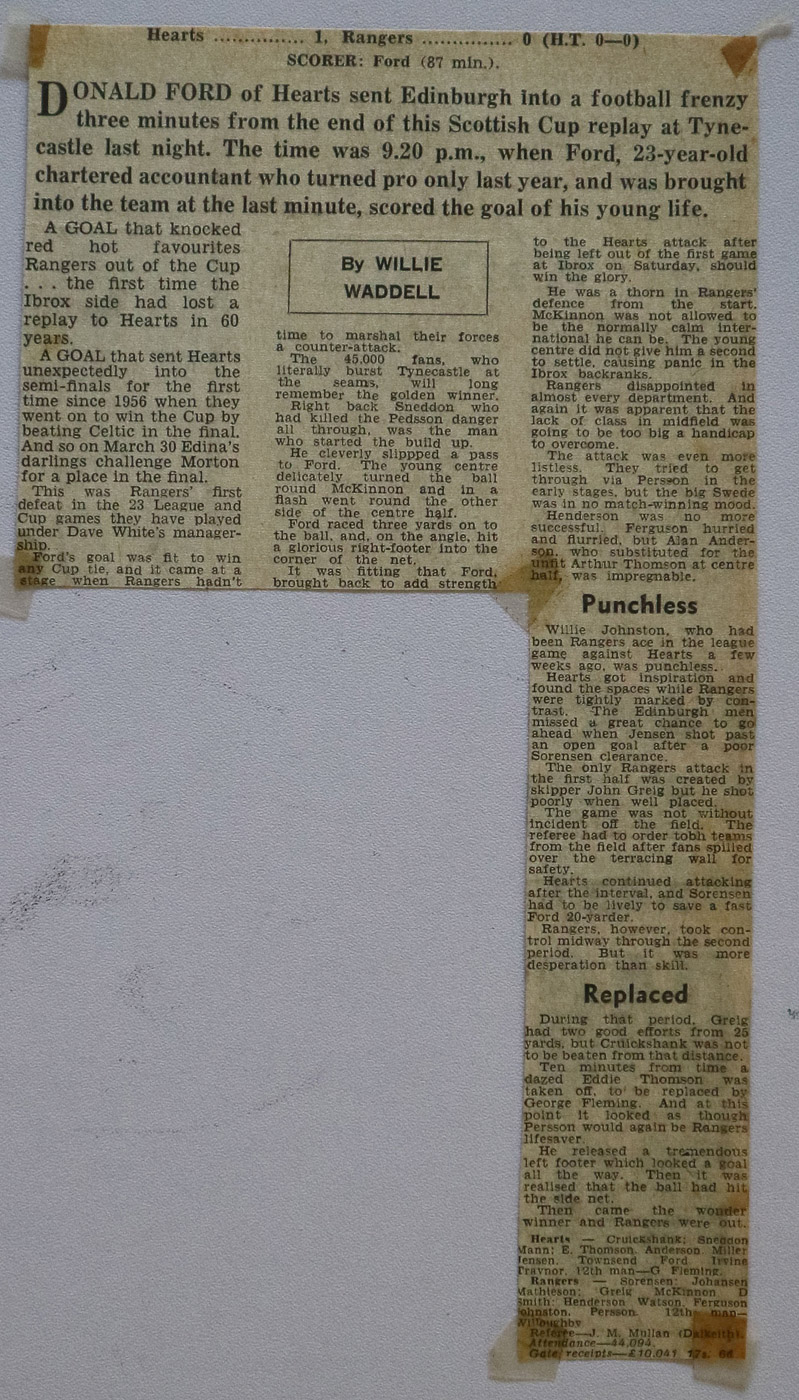 Hearts ............... 1, Rangers ............... 0 (H.T. 0—0)
SCORER: Ford (87 min.).
DONALD FORD of Hearts sent Edinburgh into a football frenzy
three minutes from the end of this Scottish Cup replay at Tyne-
castle last night. The time was 9.20 p.m., when Ford, 23-year-old
chartered accountant who turned pro only last year, and was brought
into the team at the last minute, scored the goal of his young life.
A GOAL that knocked
red hot favourites
Rangers out of the Cup
. . . the first time the
Ibrox side had lost a
replay to Hearts in 60
years.
A GOAL that sent Hearts
unexpectedly into the
semi-finals for the first
time since 1956 when they
went on to win the Cup by
beating Celtic in the final.
And so on March 30 Edina's
darlings challenge Morton
for a place in the final.
This was Rangers' first
defeat in the 23 League and
Cup games they have played
under Dave White's manager-
ship.
Ford's goal was fit to win
any Cup tie, and it came at a
stage when Rangers hadn't
By WILLIE
WADDELL
time to marshal their forces
a counter-attack.
The 45,000 fans, who
literally burst Tynecastle at
the seams, will long
remember the golden winner.
Right back Sneddon who
had killed the Pedsson danger
all through, was the man
who started the build up.
He cleverly slippped a pass
to Ford. The young centre
delicately turned the ball
round McKinnon and in a
flash went round the other
side of the centre half.
Ford raced three yards on to
the ball, and, on the angle, hit
a glorious right-footer into the
corner of the net.
It was fitting that Ford,
brought back to add strength
to the Hearts attack after
being left out of the first game
at Ibrox on Saturday, should
win the glory.
He was a thorn in Rangers'
defence from the start.
McKinnon was not allowed to
be the normally calm inter-
national he can be. The young
centre did not give him a second
to settle, causing panic in the
Ibrox backranks.
Rangers disappointed in
almost every department. And
again it was apparent that the
lack of class in midfield was
going to be too big a handicap
to overcome.
The attack was even more
listless. They tried to get
through via Persson in the
early stages, but the big Swede
was in no match-winning mood.
Henderson was no more
successful. Ferguson hurried
and flurried, but Alan Ander-
son, who substituted for the
unfit Arthur Thomson at centre
half, was impregnable.
Punchless
Willie Johnston, who had
been Rangers ace in the league
game against Hearts a few
weeks ago, was punchless.
Hearts got inspiration and
found the spaces while Rangers
were tightly marked by con-
trast. The Edinburgh men
missed a great chance to go
ahead when Jensen shot past
an open goal after a poor
Sorensen clearance.
The only Rangers attack in
the first half was created by
skipper John Greig but he shot
poorly when well placed.
The game was not without
incident off the field. The
referee had to order tobh teams
from the field after fans spilled
over the terracing wall for
safety.
Hearts continued attacking
after the interval, and Sorensen
had to be lively to save a fast
Ford 20-yarder.
Rangers, however, took con-
trol midway through the second
period. But it was more
desperation than skill.
Replaced
During that period, Greig
had two good efforts from 25
yards, but Cruickshank was not
to be beaten from that distance.
Ten minutes from time a
dazed Eddie Thomson was
taken off, to be replaced by
George Fleming. And at this
point it looked as though
Persson would again be Rangers
lifesaver.
He released a tremendous
left footer which looked a goal
all the way. Then it was
realised that the ball had hit
the side net.
Then came the wonder
winner and Rangers were out.
Hearts — Cruickshank; Sneddon
Mann; E. Thomson Anderson, Miller
Jensen, Townsend Ford Irvine
Traynor. 12th man—G Fleming.
Rangers — Sorensen; Johansen
Mathieson; Greig McKinnon D
Smith; Henderson Watson, Ferguson
Johnston, Persson. 12th man—
Willoughby
Referee—J. M. Mullan (Dalkeith).
Attendance—44,094.
Gate receipts—£10,041 17s. 6d